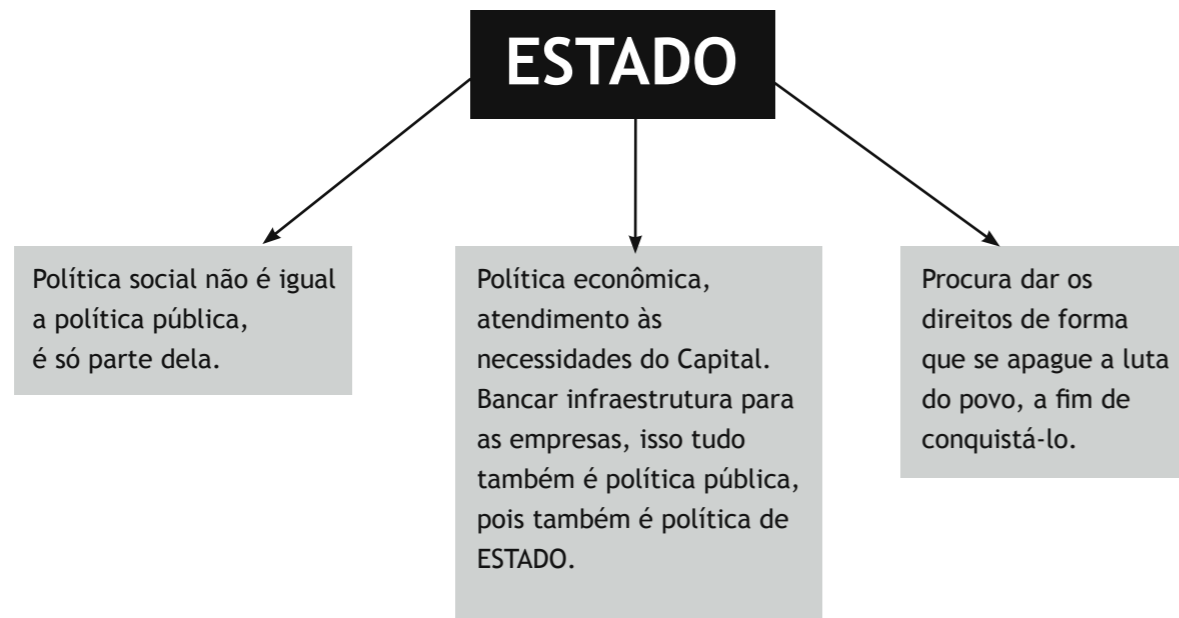 ESTADO
Política social não é igual
a política pública,
é só parte dela.
Política econômica,
atendimento às
necessidades do Capital.
Bancar infraestrutura para
as empresas, isso tudo
também é política pública,
pois também é política de
ESTADO.
Procura dar os
direitos de forma
que se apague a luta
do povo, a fim de
conquistá-lo.